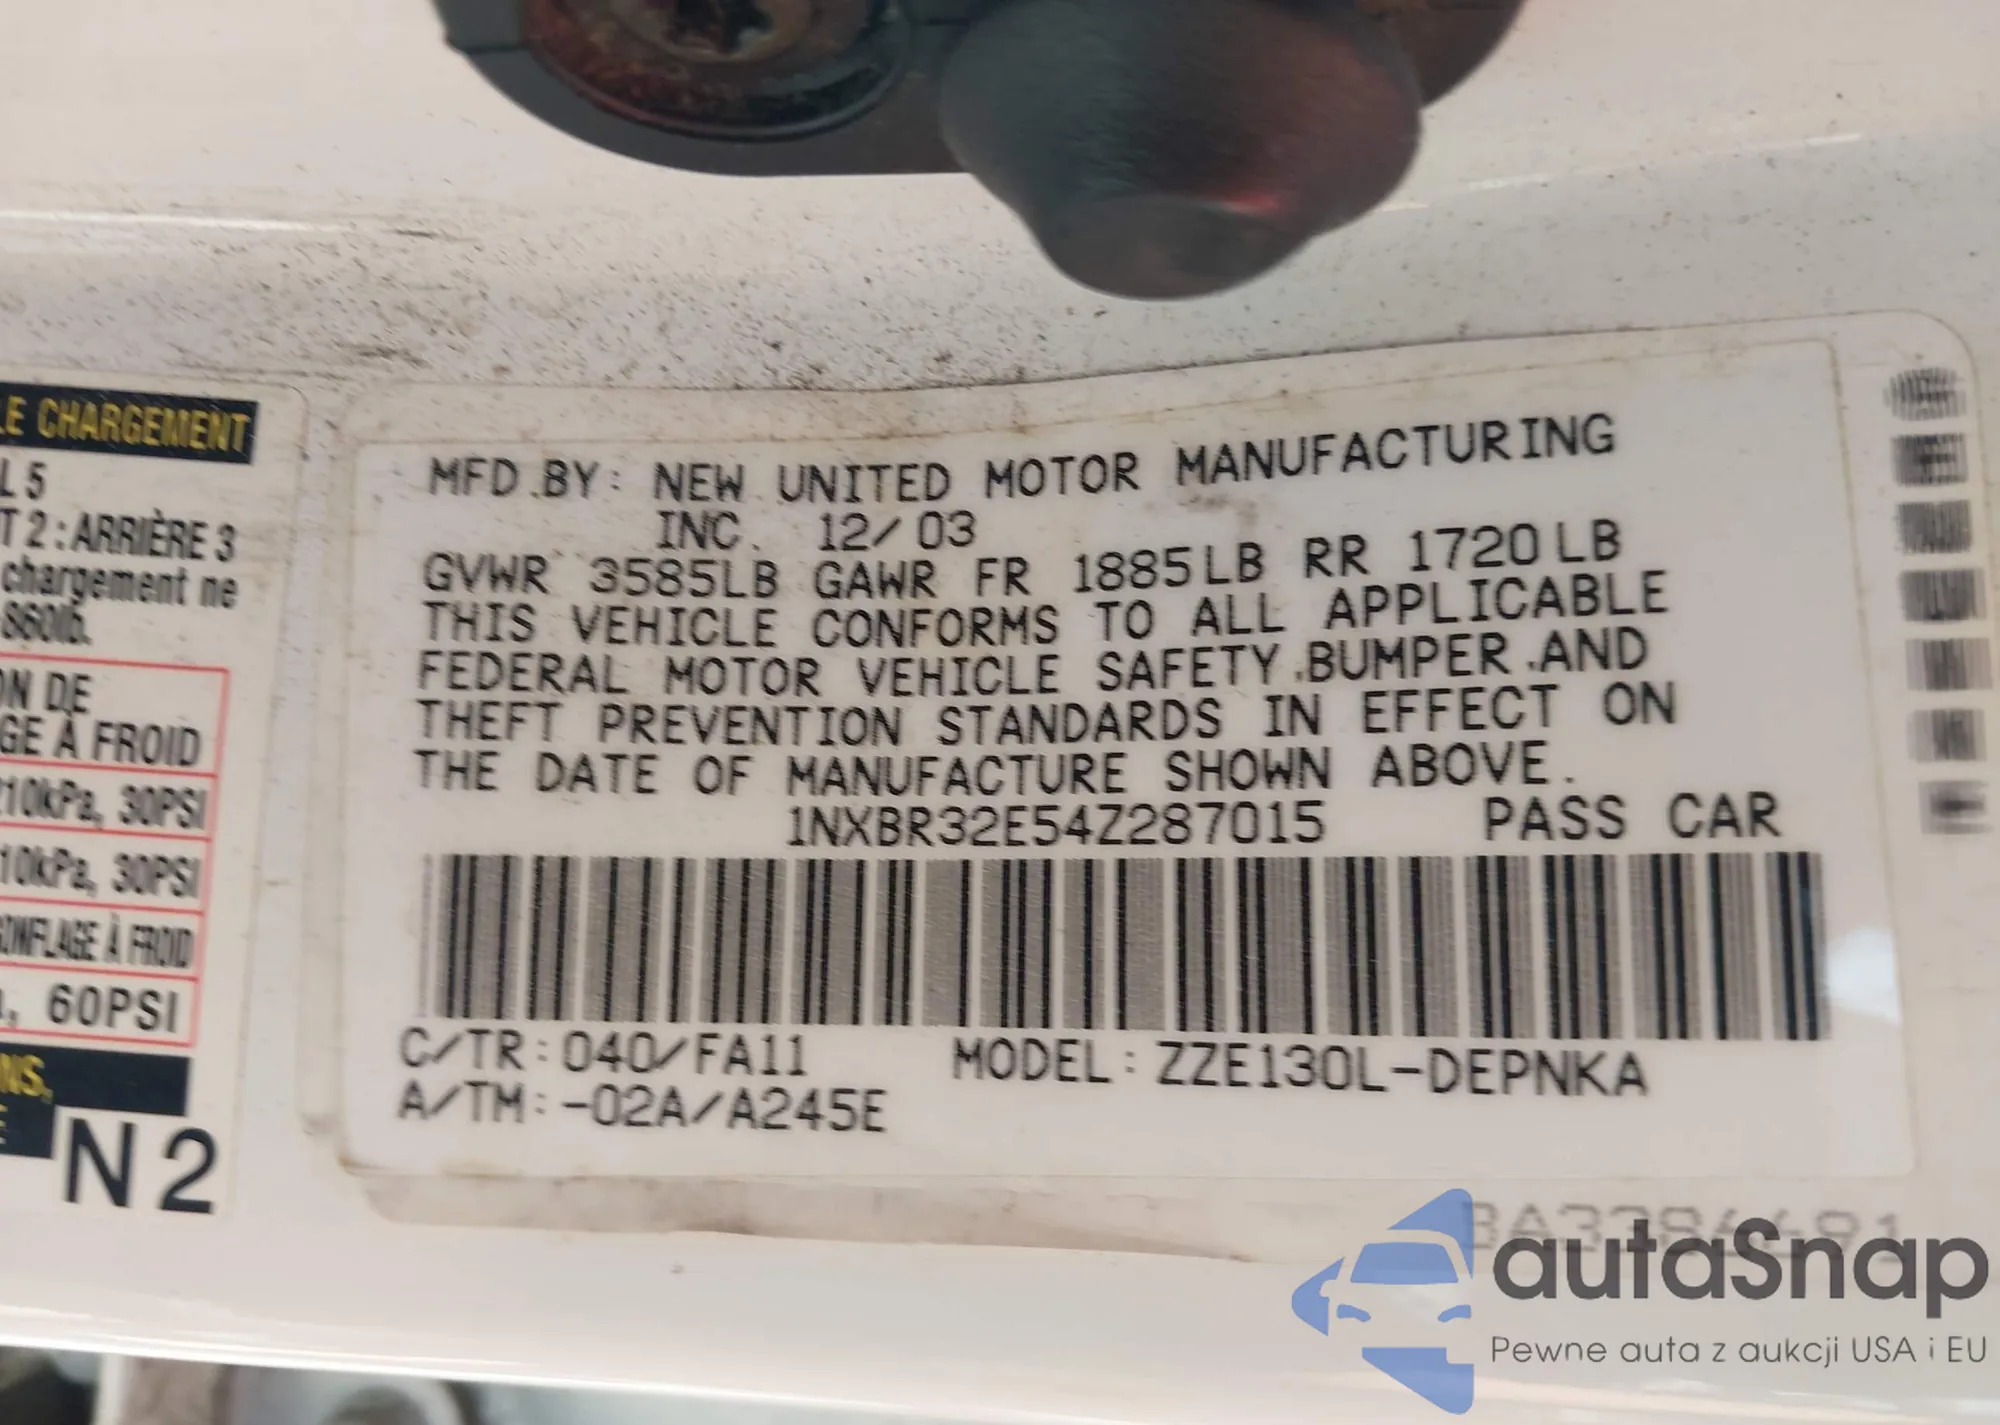 LE CHARGEMENT
L 5
T 2 : ARRIÈRE 3
chargement ne
860lb.
ON DE
GE À FROID
210kPa, 30PSI
10kPa, 30PSI
GONFLAGE À FROID
, 60PSI
NS,
E
N 2
MFD.BY: NEW UNITED MOTOR MANUFACTURING
INC. 12/03
GVWR 3585LB GAWR FR 1885LB RR 1720LB
THIS VEHICLE CONFORMS TO ALL APPLICABLE
FEDERAL MOTOR VEHICLE SAFETY.BUMPER.AND
THEFT PREVENTION STANDARDS IN EFFECT ON
THE DATE OF MANUFACTURE SHOWN ABOVE.
1NXBR32E54Z287015 PASS CAR
C/TR:040/FA11 MODEL:ZZE130L-DEPNKA
A/TM:-02A/A245E
autaSnap
Pewne auta z aukcji USA i EU